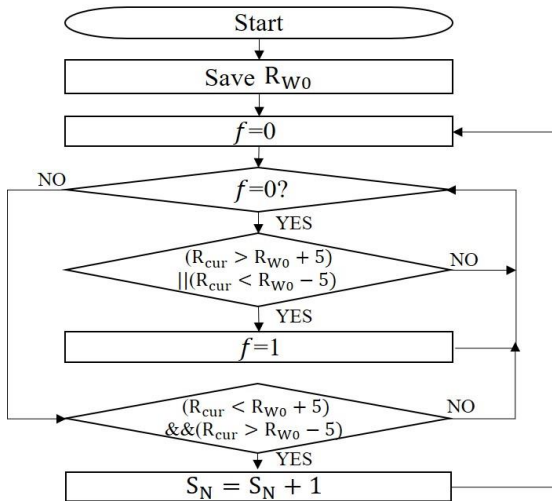 Start
Save R_W0
f=0
NO
f=0?
YES
(R_cur > R_W0 + 5)
||(R_cur < R_W0 − 5)
NO
YES
f=1
(R_cur < R_W0 + 5)
&&(R_cur > R_W0 − 5)
NO
YES
S_N = S_N + 1